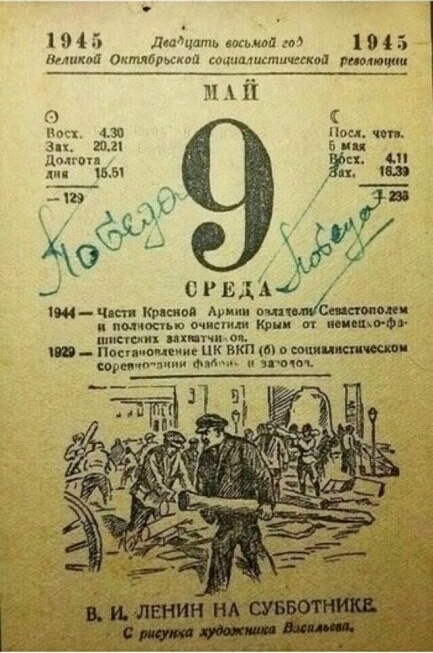 1945 Двадцать восьмой год 1945
Великой Октябрьской социалистической революции
МАЙ
Восх. 4.30
Зах. 20.21
Долгота
дня 15.51
— 129
9
Посл. четв.
5 мая
Восх. 4.11
Зах. 16.39
— 236
Победа
Победа
СРЕДА
1944 — Части Красной Армии овладели Севастополем
и полностью очистили Крым от немецко-фа-
шистских захватчиков.
1929 — Постановление ЦК ВКП (б) о социалистическом
соревновании фабрик и заводов.
В. И. ЛЕНИН НА СУББОТНИКЕ.
С рисунка художника Васильева.